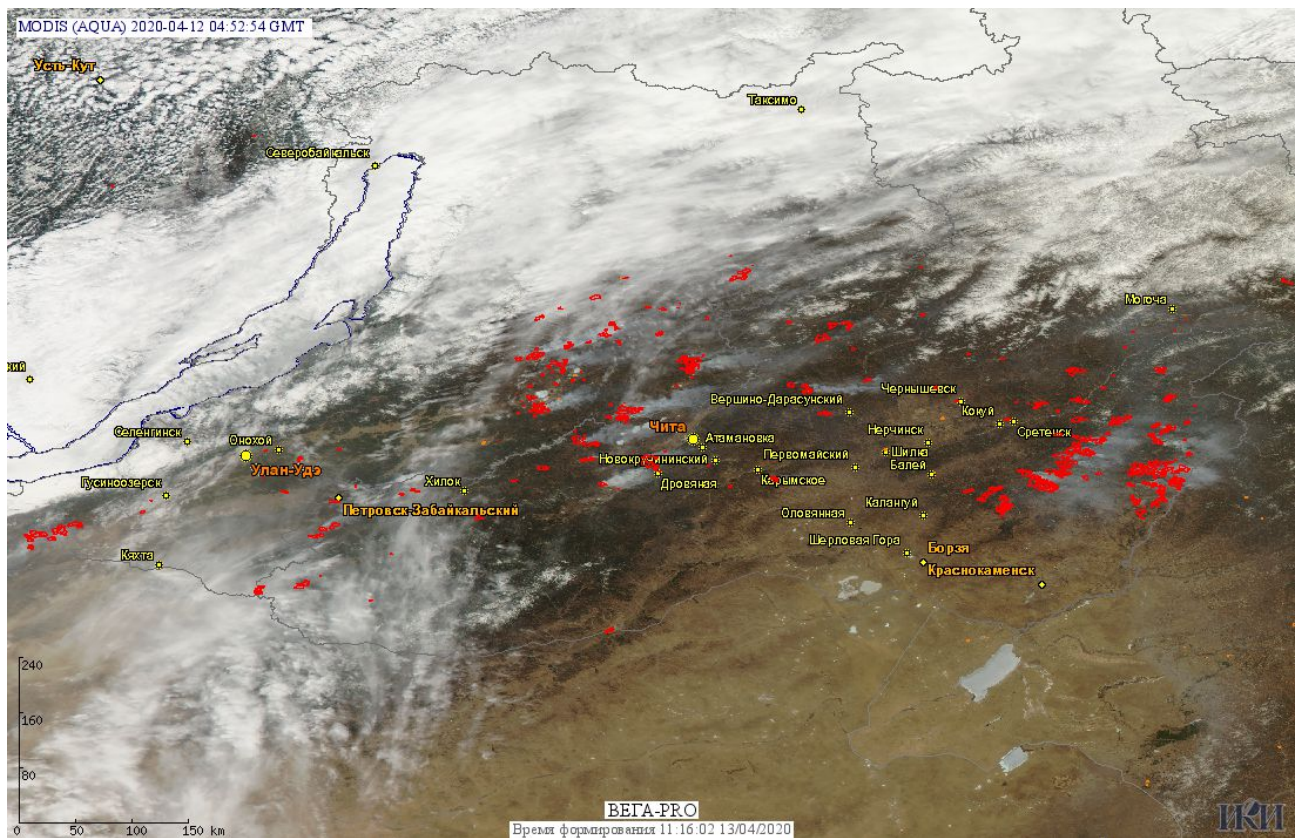 MODIS (AQUA) 2020-04-12 04:52:54 GMT
Усть-Кут
Таксимо
Северобайкальск
Могоча
ский
Чернышевск
Вершино-Дарасунский
Кокуй
Сретенск
Селенгинск
Онохой
Чита
Атамановка
Нерчинск
Улан-Удэ
Новокручининский
Первомайский
Шилка
Балей
Гусиноозерск
Хилок
Дровяная
Карымское
Петровск-Забайкальский
Оловянная
Калангуй
Кяхта
Шерловая Гора
Борзя
Краснокаменск
240
160
80
0 50 100 150 km
ВЕГА-PRO
Время формирования 11:16:02 13/04/2020
ИКИ